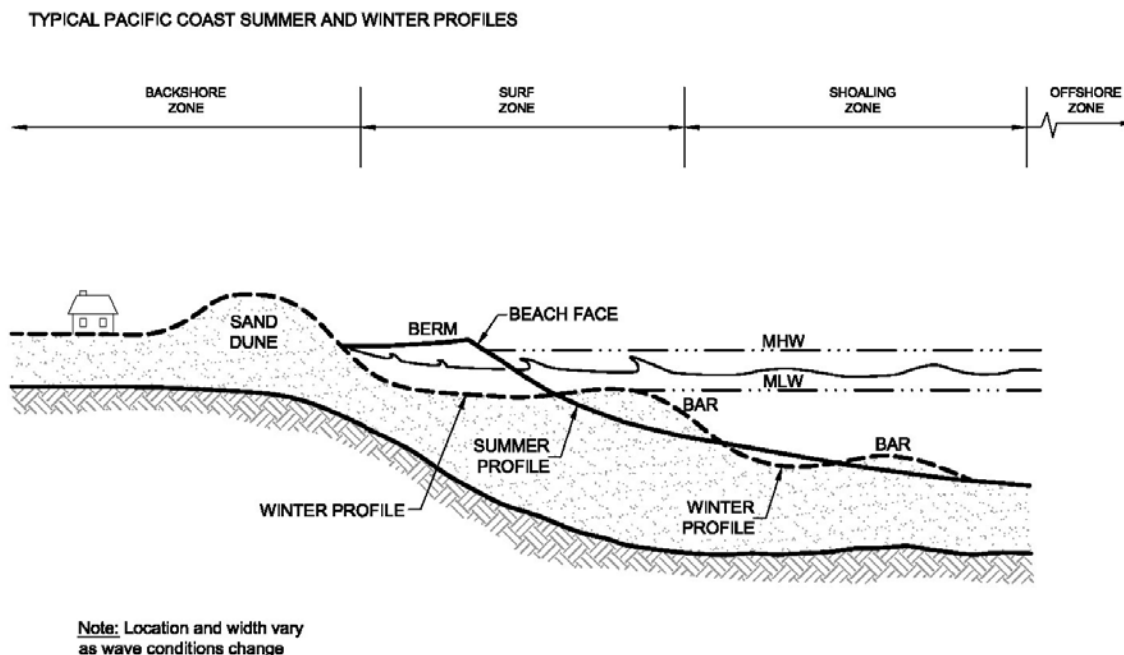 TYPICAL PACIFIC COAST SUMMER AND WINTER PROFILES
BACKSHORE
ZONE
SURF
ZONE
SHOALING
ZONE
OFFSHORE
ZONE
SAND
DUNE
BERM
BEACH FACE
MHW
MLW
BAR
BAR
SUMMER
PROFILE
WINTER PROFILE
WINTER
PROFILE
Note: Location and width vary
as wave conditions change